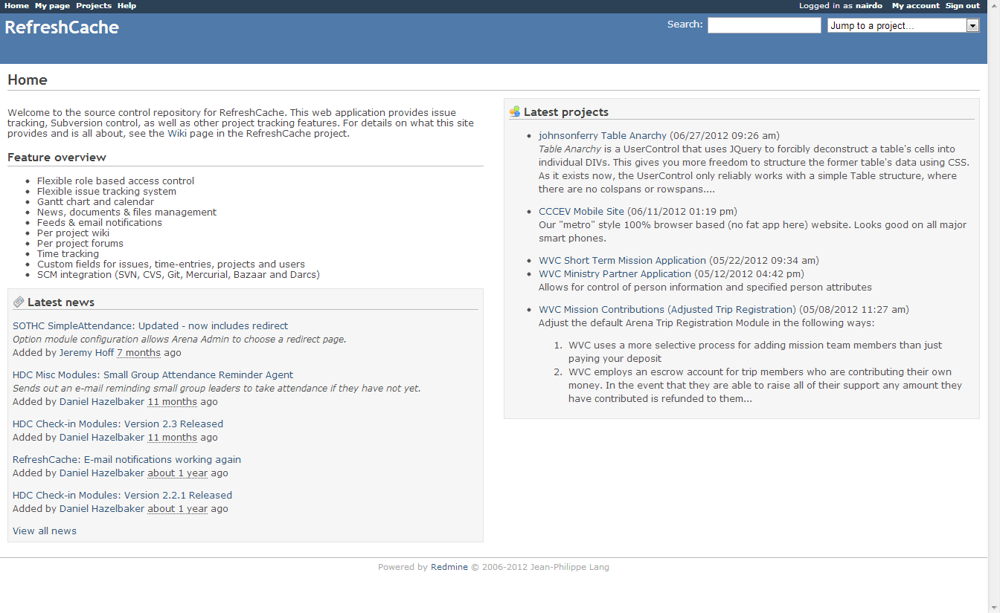 Home My page Projects Help
Logged in as nairdo My account Sign out
RefreshCache
Search:
Jump to a project...
Home
Welcome to the source control repository for RefreshCache. This web application provides issue
tracking, Subversion control, as well as other project tracking features. For details on what this site
provides and is all about, see the Wiki page in the RefreshCache project.
Feature overview
• Flexible role based access control
• Flexible issue tracking system
• Gantt chart and calendar
• News, documents & files management
• Feeds & email notifications
• Per project wiki
• Per project forums
• Time tracking
• Custom fields for issues, time-entries, projects and users
• SCM integration (SVN, CVS, Git, Mercurial, Bazaar and Darcs)
Latest news
SOTHC SimpleAttendance: Updated - now includes redirect
Option module configuration allows Arena Admin to choose a redirect page.
Added by Jeremy Hoff 7 months ago
HDC Misc Modules: Small Group Attendance Reminder Agent
Sends out an e-mail reminding small group leaders to take attendance if they have not yet.
Added by Daniel Hazelbaker 11 months ago
HDC Check-in Modules: Version 2.3 Released
Added by Daniel Hazelbaker 11 months ago
RefreshCache: E-mail notifications working again
Added by Daniel Hazelbaker about 1 year ago
HDC Check-in Modules: Version 2.2.1 Released
Added by Daniel Hazelbaker about 1 year ago
View all news
Latest projects
• johnsonferry Table Anarchy (06/27/2012 09:26 am)
Table Anarchy is a UserControl that uses JQuery to forcibly deconstruct a table's cells into
individual DIVs. This gives you more freedom to structure the former table's data using CSS.
As it exists now, the UserControl only reliably works with a simple Table structure, where
there are no colspans or rowspans....
• CCCEV Mobile Site (06/11/2012 01:19 pm)
Our "metro" style 100% browser based (no fat app here) website. Looks good on all major
smart phones.
• WVC Short Term Mission Application (05/22/2012 09:34 am)
• WVC Ministry Partner Application (05/12/2012 04:42 pm)
Allows for control of person information and specified person attributes
• WVC Mission Contributions (Adjusted Trip Registration) (05/08/2012 11:27 am)
Adjust the default Arena Trip Registration Module in the following ways:
1. WVC uses a more selective process for adding mission team members than just
paying your deposit
2. WVC employs an escrow account for trip members who are contributing their own
money. In the event that they are able to raise all of their support any amount they
have contributed is refunded to them...
Powered by Redmine © 2006-2012 Jean-Philippe Lang